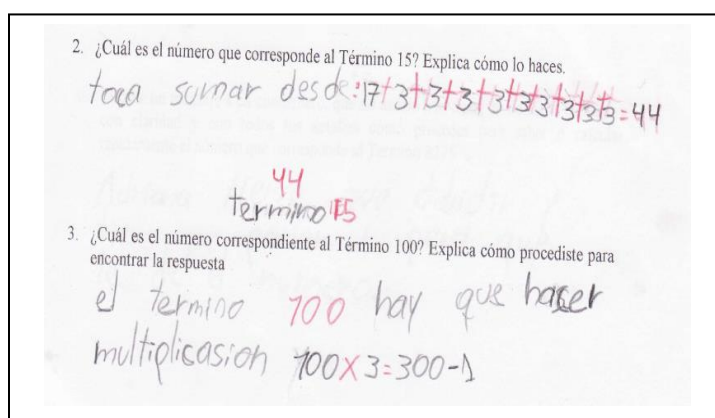 2. ¿Cuál es el número que corresponde al Término 15? Explica cómo lo haces.
toca sumar desde:17+3+3+3+3+3+3+3+3+3=44
44
termino 15
3. ¿Cuál es el número correspondiente al Término 100? Explica cómo procediste para
encontrar la respuesta
el termino 100 hay que hacer
multiplicasion 100x3=300-1